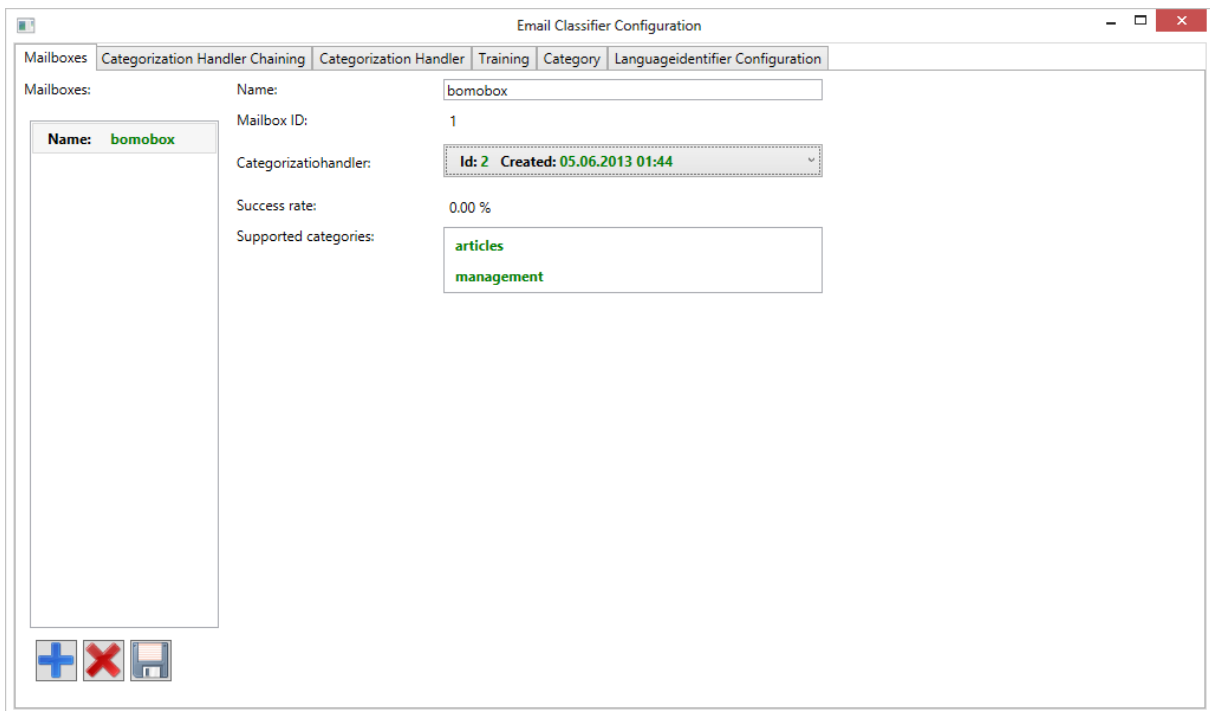 Email Classifier Configuration
Mailboxes Categorization Handler Chaining Categorization Handler Training Category Languageidentifier Configuration
Mailboxes:
Name: bomobox
Name: bomobox
Mailbox ID: 1
Categorizatiohandler: Id: 2 Created: 05.06.2013 01:44
Success rate: 0.00 %
Supported categories: articles
management